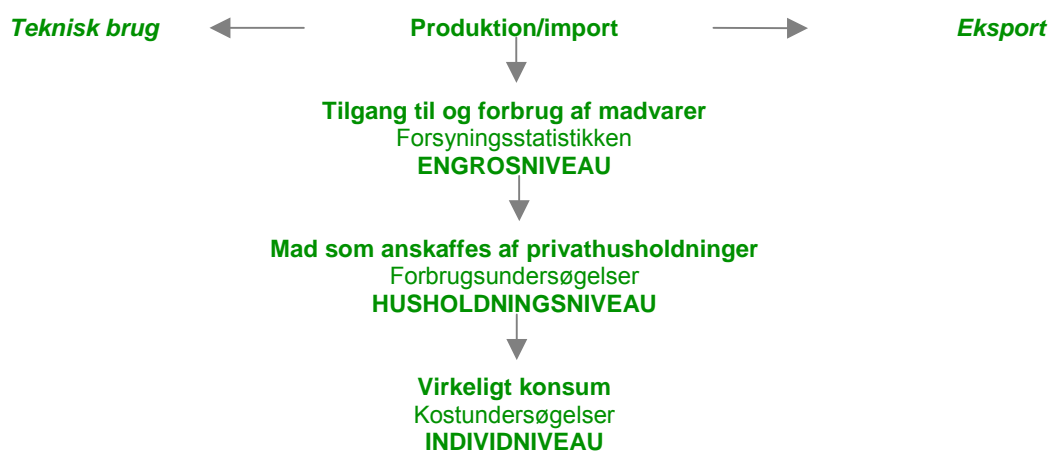 Teknisk brug Produktion/import Eksport
Tilgang til og forbrug af madvarer
Forsyningsstatistikken
ENGROSNIVEAU
Mad som anskaffes af privathusholdninger
Forbrugsundersøgelser
HUSHOLDNINGSNIVEAU
Virkeligt konsum
Kostundersøgelser
INDIVIDNIVEAU